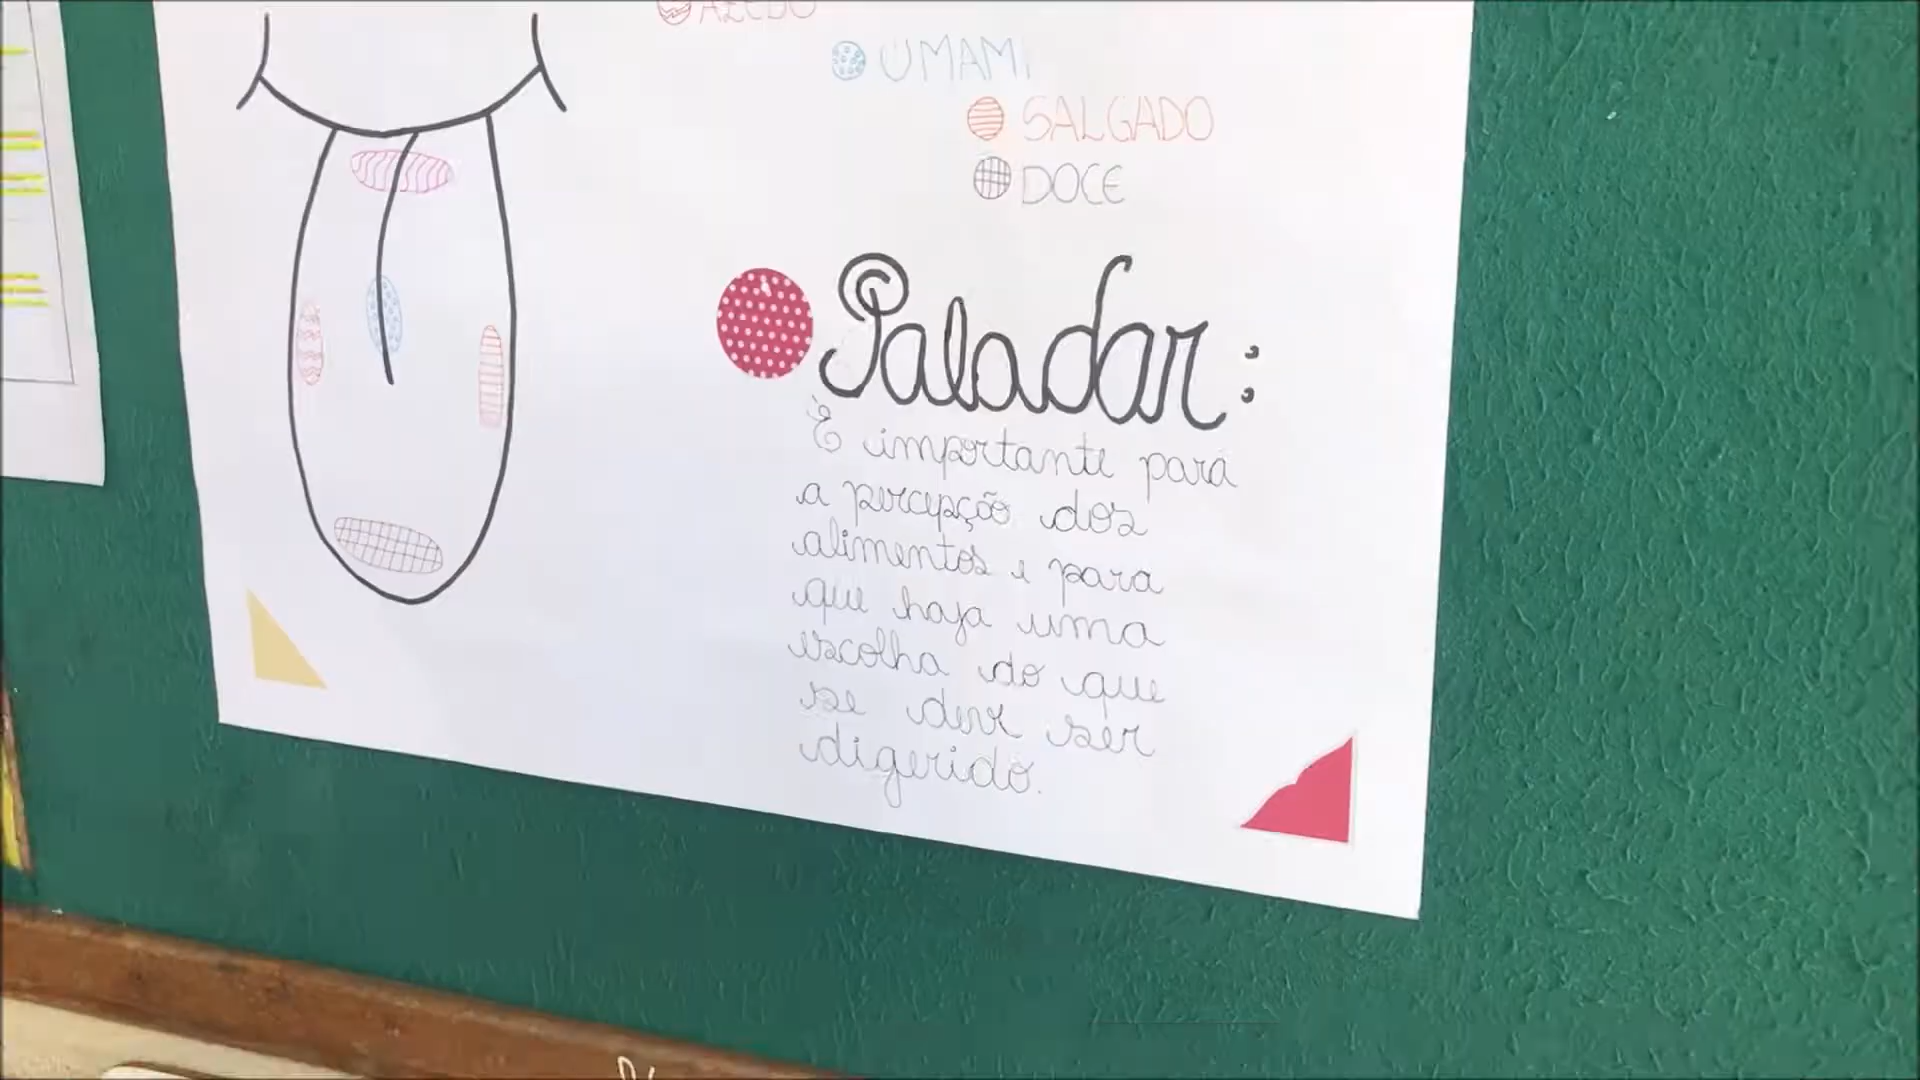 AZEDO
UMAMI
SALGADO
DOCE
Paladar:
É importante para
a percepção dos
alimentos e para
que haja uma
escolha do que
se deve ser
digerido.